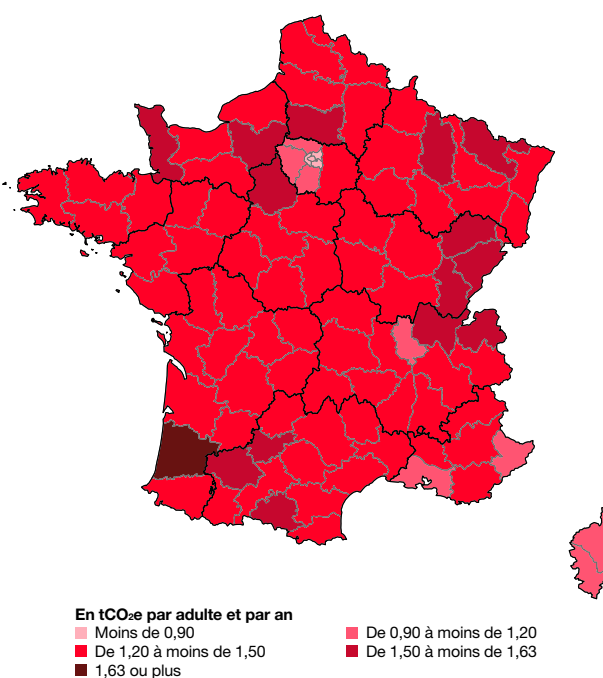 En tCO₂e par adulte et par an
Moins de 0,90
De 0,90 à moins de 1,20
De 1,20 à moins de 1,50
De 1,50 à moins de 1,63
1,63 ou plus